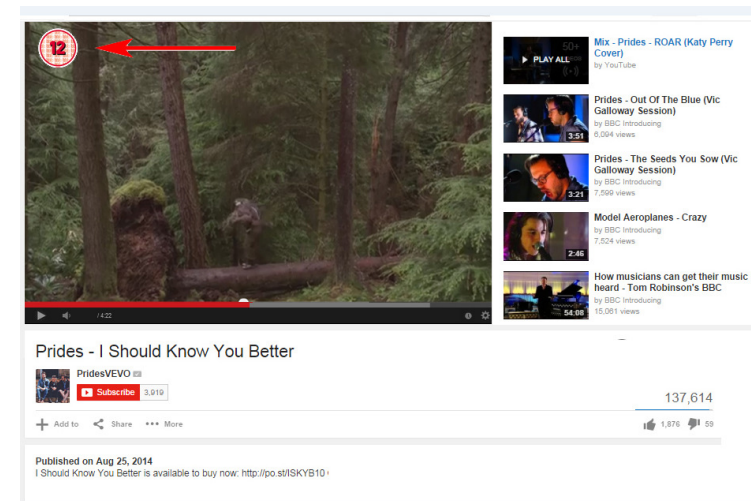 12
/ 4:22
50+
PLAY ALL
Mix - Prides - ROAR (Katy Perry
Cover)
by YouTube
3:51
Prides - Out Of The Blue (Vic
Galloway Session)
by BBC Introducing
6,094 views
3:21
Prides - The Seeds You Sow (Vic
Galloway Session)
by BBC Introducing
7,599 views
2:46
Model Aeroplanes - Crazy
by BBC Introducing
7,524 views
54:08
How musicians can get their music
heard - Tom Robinson's BBC
by BBC Introducing
15,061 views
Prides - I Should Know You Better
PridesVEVO
Subscribe 3,919
137,614
Add to Share More
1,876 59
Published on Aug 25, 2014
I Should Know You Better is available to buy now: http://po.st/ISKYB10